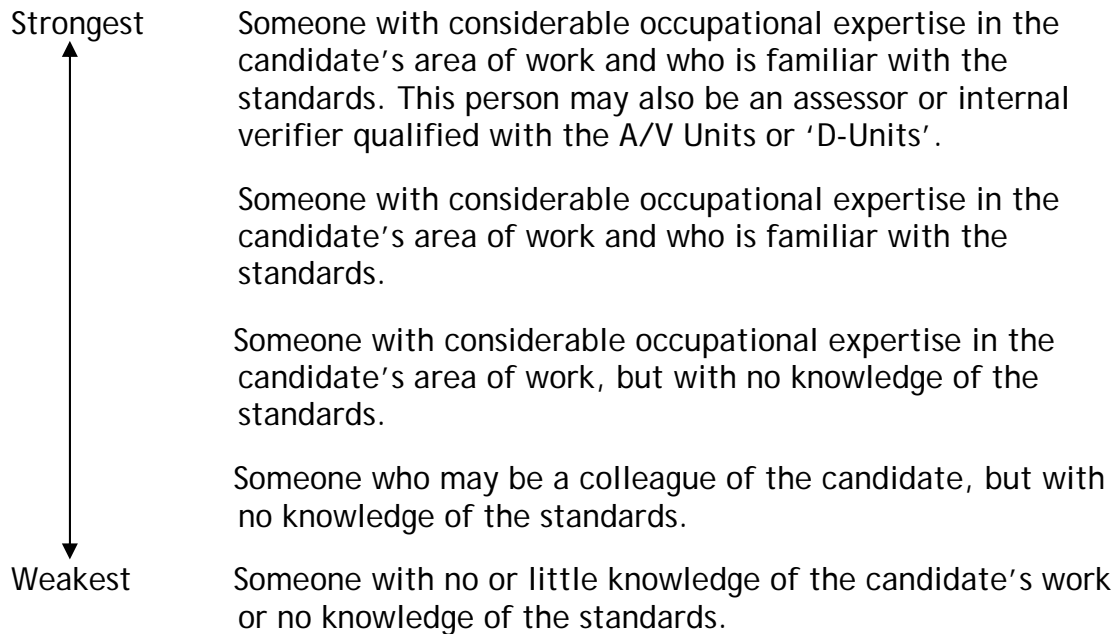 Strongest Someone with considerable occupational expertise in the
candidate’s area of work and who is familiar with the
standards. This person may also be an assessor or internal
verifier qualified with the A/V Units or ‘D-Units’.
Someone with considerable occupational expertise in the
candidate’s area of work and who is familiar with the
standards.
Someone with considerable occupational expertise in the
candidate’s area of work, but with no knowledge of the
standards.
Someone who may be a colleague of the candidate, but with
no knowledge of the standards.
Weakest Someone with no or little knowledge of the candidate’s work
or no knowledge of the standards.